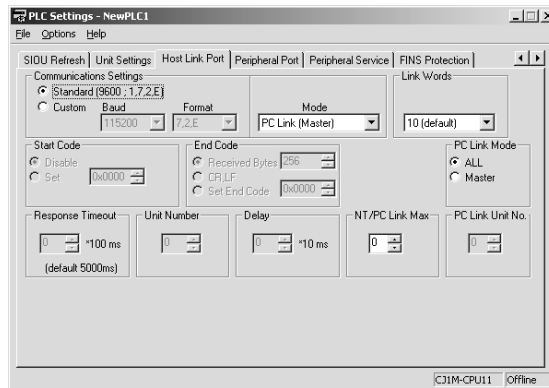 PLC Settings - NewPLC1
File Options Help
SIOU Refresh Unit Settings Host Link Port Peripheral Port Peripheral Service FINS Protection
Communications Settings
Link Words
Standard (9600 ; 1,7,2,E)
Custom Baud Format Mode
115200 7,2,E PC Link (Master) 10 (default)
Start Code End Code PC Link Mode
Disable Received Bytes 256 ALL
Set 0x0000 CR,LF Master
Set End Code 0x0000
Response Timeout Unit Number Delay NT/PC Link Max PC Link Unit No.
0 *100 ms 0 0 *10 ms 0 0
(default 5000ms)
CJ1M-CPU11 Offline